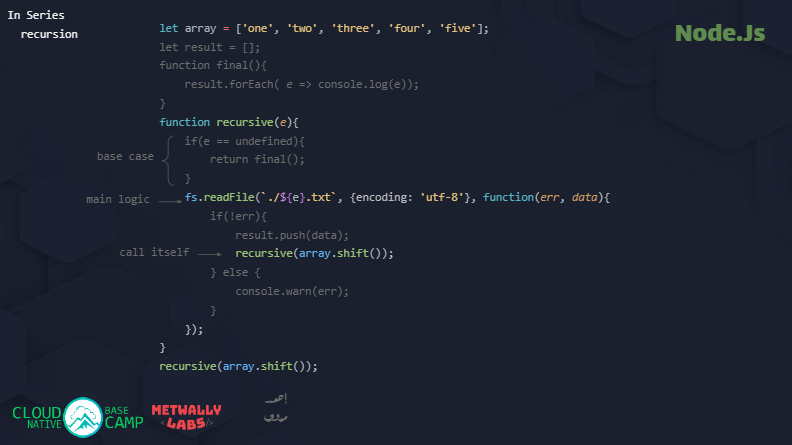 In Series
recursion
Node.Js
let array = ['one', 'two', 'three', 'four', 'five'];
let result = [];
function final(){
result.forEach( e => console.log(e));
}
function recursive(e){
if(e == undefined){
base case
return final();
}
main logic
fs.readFile(`./${e}.txt`, {encoding: 'utf-8'}, function(err, data){
if(!err){
result.push(data);
call itself
recursive(array.shift());
} else {
console.warn(err);
}
});
}
recursive(array.shift());
CLOUD NATIVE BASE CAMP
METWALLY
<LABS/>